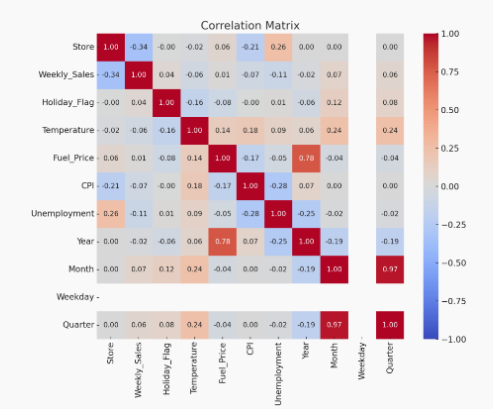 Correlation Matrix
Store 1.00 -0.34 -0.00 -0.02 0.06 -0.21 0.26 0.00 0.00 0.00
Weekly_Sales -0.34 1.00 0.04 -0.06 0.01 -0.07 -0.11 -0.02 0.07 0.06
Holiday_Flag -0.00 0.04 1.00 -0.16 -0.08 -0.00 0.01 -0.06 0.12 0.08
Temperature -0.02 -0.06 -0.16 1.00 0.14 0.18 0.09 0.06 0.24 0.24
Fuel_Price 0.06 0.01 -0.08 0.14 1.00 -0.17 -0.05 0.78 -0.04 -0.04
CPI -0.21 -0.07 -0.00 0.18 -0.17 1.00 -0.28 0.07 0.00 0.00
Unemployment 0.26 -0.11 0.01 0.09 -0.05 -0.28 1.00 -0.25 -0.02 -0.02
Year 0.00 -0.02 -0.06 0.06 0.78 0.07 -0.25 1.00 -0.19 -0.19
Month 0.00 0.07 0.12 0.24 -0.04 0.00 -0.02 -0.19 1.00 0.97
Weekday
Quarter 0.00 0.06 0.08 0.24 -0.04 0.00 -0.02 -0.19 0.97 1.00
Store
Weekly_Sales
Holiday_Flag
Temperature
Fuel_Price
CPI
Unemployment
Year
Month
Weekday
Quarter
1.00
0.75
0.50
0.25
0.00
−0.25
−0.50
−0.75
−1.00